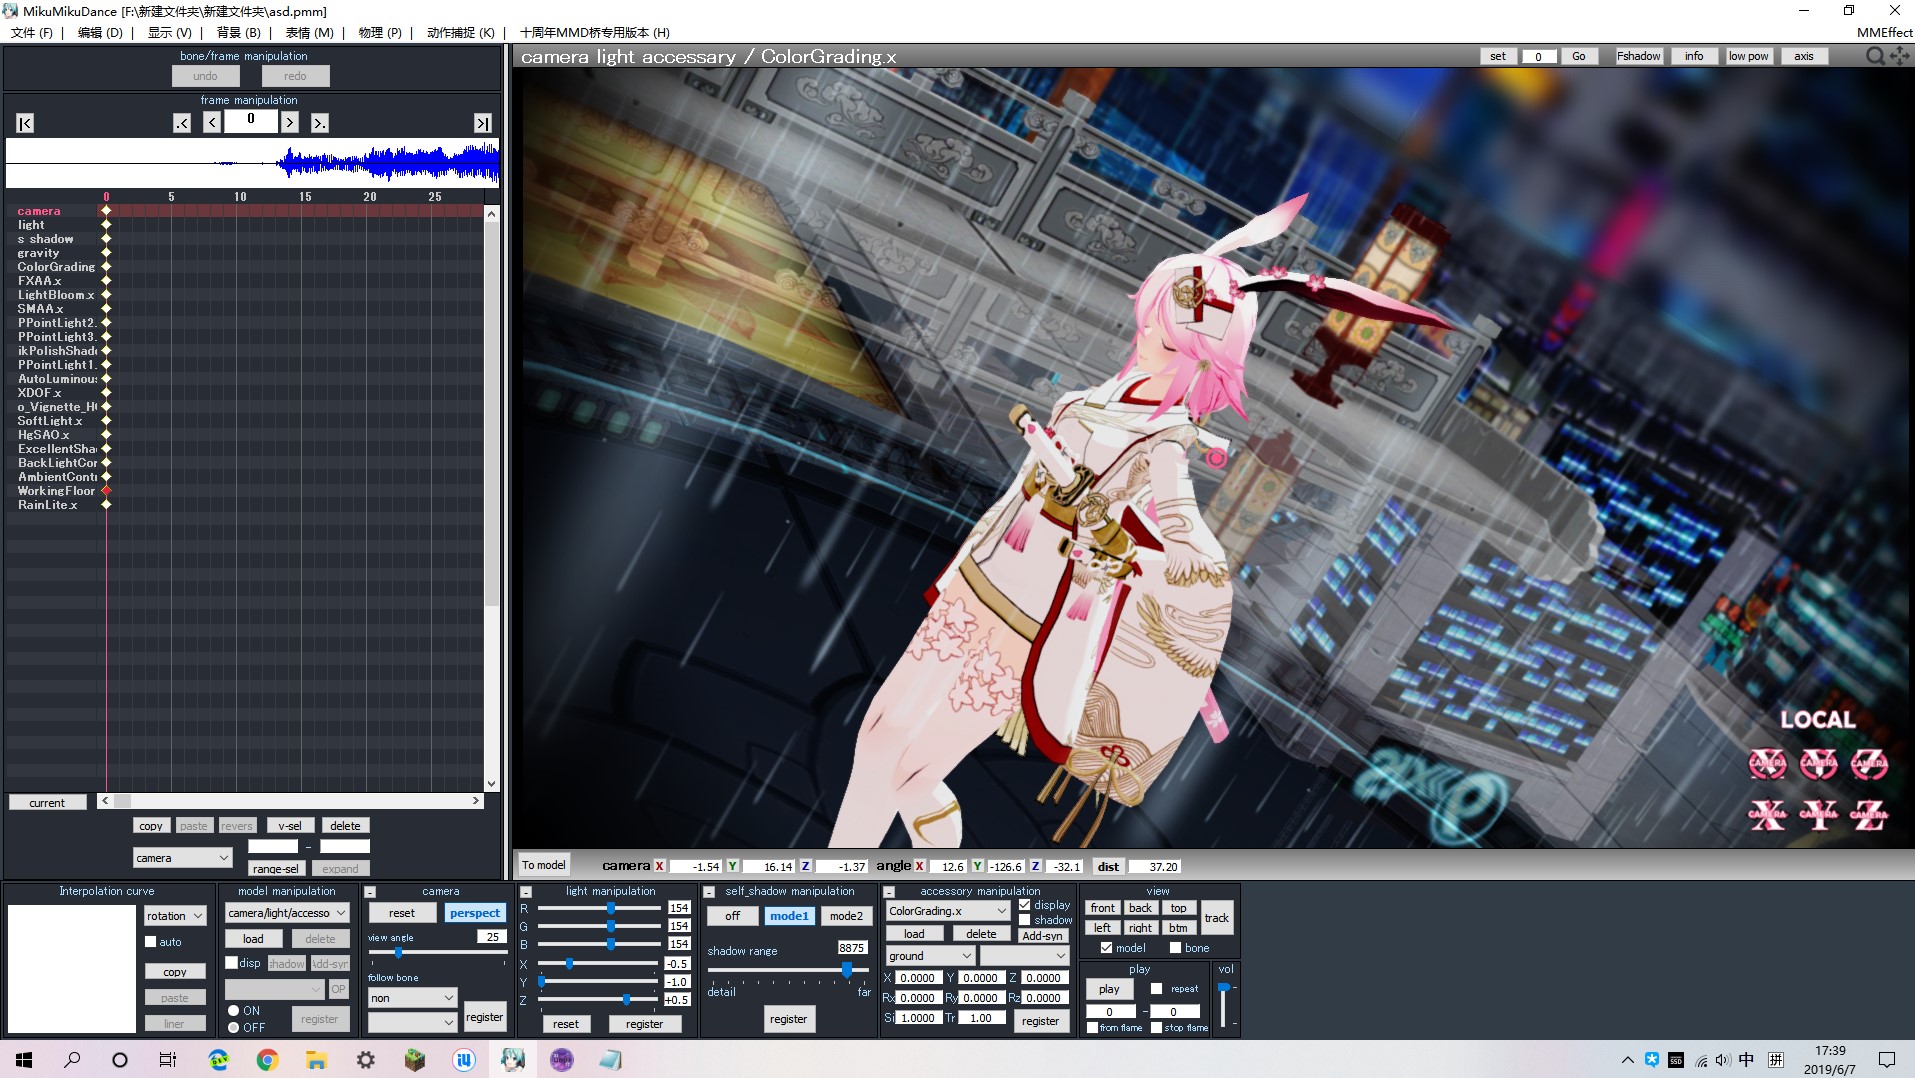 MikuMikuDance [F:\新建文件夹\新建文件夹\asd.pmm]
文件 (F) | 编辑 (D) | 显示 (V) | 背景 (B) | 表情 (M) | 物理 (P) | 动作捕捉 (K) | 十周年MMD桥专用版本 (H)
MMEffect
bone/frame manipulation
undo redo
frame manipulation
|< .< < 0 > >. >|
camera light accessary / ColorGrading.x
set 0 Go Fshadow info low pow axis
0 5 10 15 20 25
camera
light
s shadow
gravity
ColorGrading
FXAA.x
LightBloom.x
SMAA.x
PPointLight2.
PPointLight3.
ikPolishShad
PPointLight1.
AutoLuminou
XDOF.x
o_Vignette_H
SoftLight.x
HgSAO.x
ExcellentSha
BackLightCor
AmbientCont
WorkingFloor
RainLite.x
LOCAL
X Y Z
CAMERA CAMERA CAMERA
X Y Z
CAMERA CAMERA CAMERA
current
copy paste revers v-sel delete
camera -
range-sel expand
To model camera X -1.54 Y 16.14 Z -1.37 angle X 12.6 Y -126.6 Z -32.1 dist 37.20
Interpolation curve
rotation
auto
copy
paste
liner
model manipulation
camera/light/accesso
load delete
disp shadow Add-syn
OP
ON
OFF
register
- camera
reset perspect
view angle 25
follow bone
non
register
- light manipulation
R 154
G 154
B 154
X -0.5
Y -1.0
Z +0.5
reset register
- self_shadow manipulation
off mode1 mode2
shadow range 8875
detail far
register
- accessory manipulation
ColorGrading.x display
shadow
load delete Add-syn
ground
X 0.0000 Y 0.0000 Z 0.0000
Rx 0.0000 Ry 0.0000 Rz 0.0000
Si 1.0000 Tr 1.00 register
view
front back top
left right btm
track
model bone
play
play repeat
0 - 0
from flame stop flame
vol
DEV
SSD
中 拼
17:39
2019/6/7